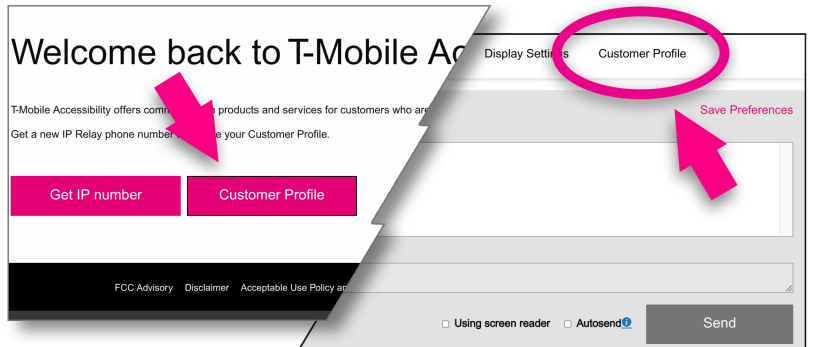 Welcome back to T-Mobile Ac
T-Mobile Accessibility offers comm products and services for customers who are
Get a new IP Relay phone number your Customer Profile.
Get IP number
Customer Profile
FCC Advisory Disclaimer Acceptable Use Policy
Display Settings Customer Profile
Save Preferences
Using screen reader Autosend i
Send